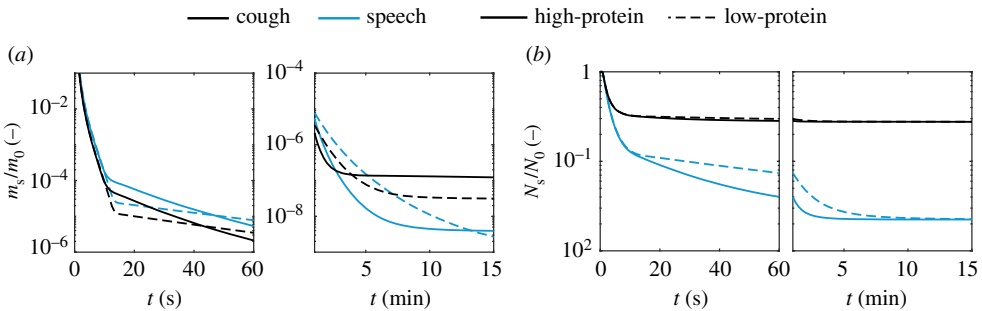 cough speech high-protein low-protein
(a) (b)
m_s/m_0 (–)
10^−2
10^−4
10^−6
0 20 40 60
t (s)
10^−4
10^−6
10^−8
5 10 15
t (min)
N_s/N_0 (–)
1
10^−1
10^2
0 20 40 60
t (s)
5 10 15
t (min)